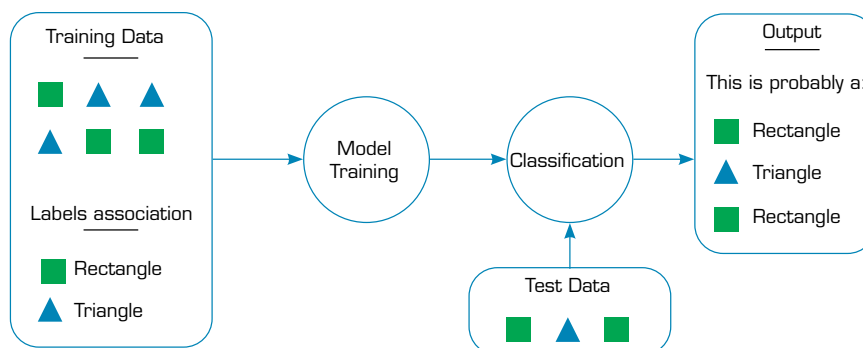 Training Data
Labels association
Rectangle
Triangle
Model
Training
Classification
Test Data
Output
This is probably a:
Rectangle
Triangle
Rectangle